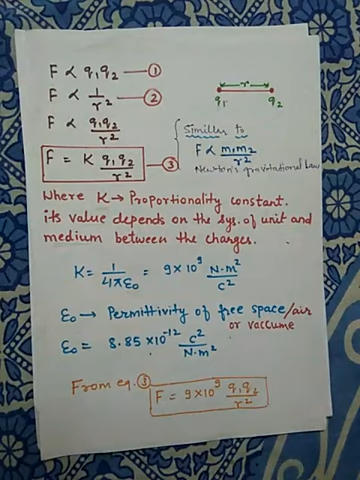 F ∝ q₁q₂ — ①
r
q₁ q₂
F ∝ 1/r² — ②
F ∝ q₁q₂/r²
F = K q₁q₂/r² — ③
Similer to
F ∝ m₁m₂/r²
Newton's gravitational Law
Where K → Proportionality constant.
its value depends on the sys. of unit and
medium between the charges.
K = 1/4πε₀ = 9×10⁹ N·m²/c²
ε₀ → Permittivity of free space/air
or vaccume
ε₀ = 8.85×10⁻¹² c²/N·m²
From eq. ③
F = 9×10⁹ q₁q₂/r²